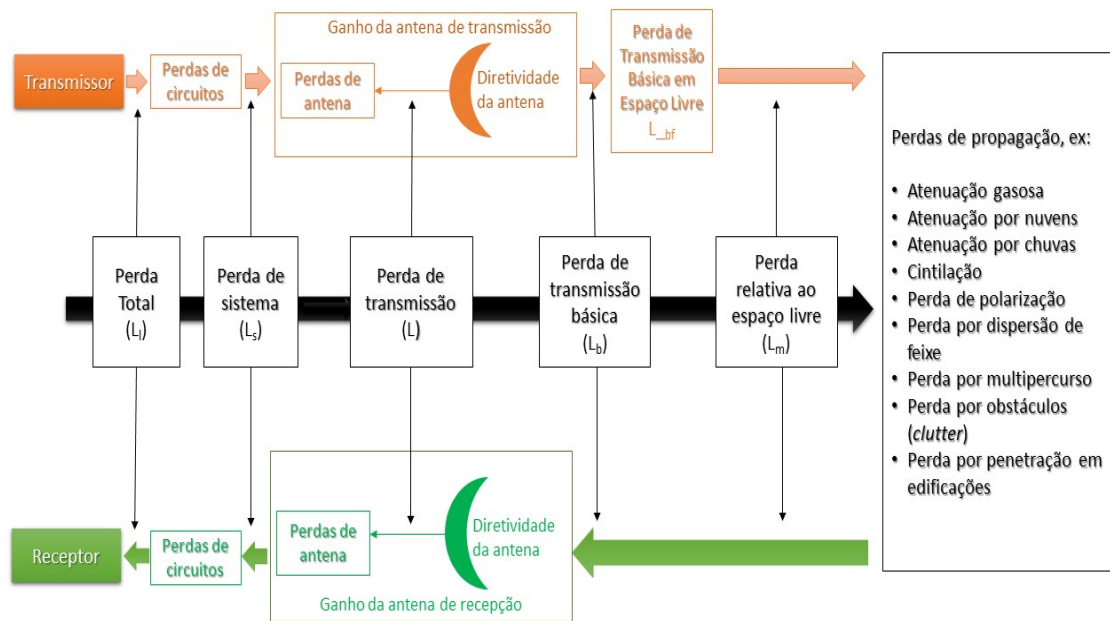 Ganho da antena de transmissão
Transmissor
Perdas de
circuitos
Perdas de
antena
Diretividade
da antena
Perda de
Transmissão
Básica em
Espaço Livre
L_bf
Perda
Total
(Lₗ)
Perda de
sistema
(Lₛ)
Perda de
transmissão
(L)
Perda de
transmissão
básica
(L_b)
Perda
relativa ao
espaço livre
(Lₘ)
Perdas de propagação, ex:
• Atenuação gasosa
• Atenuação por nuvens
• Atenuação por chuvas
• Cintilação
• Perda de polarização
• Perda por dispersão de
feixe
• Perda por multipercurso
• Perda por obstáculos
(clutter)
• Perda por penetração em
edificações
Receptor
Perdas de
circuitos
Perdas de
antena
Diretividade
da antena
Ganho da antena de recepção